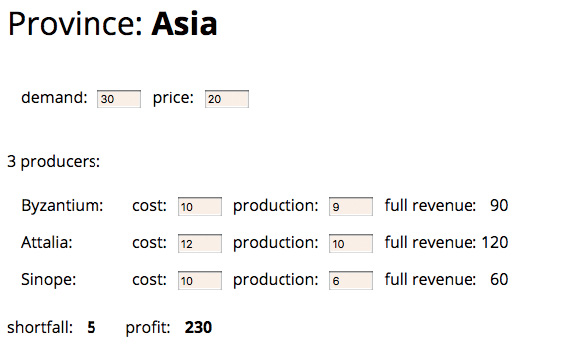 Province: Asia
demand: 30 price: 20
3 producers:
Byzantium: cost: 10 production: 9 full revenue: 90
Attalia: cost: 12 production: 10 full revenue: 120
Sinope: cost: 10 production: 6 full revenue: 60
shortfall: 5 profit: 230